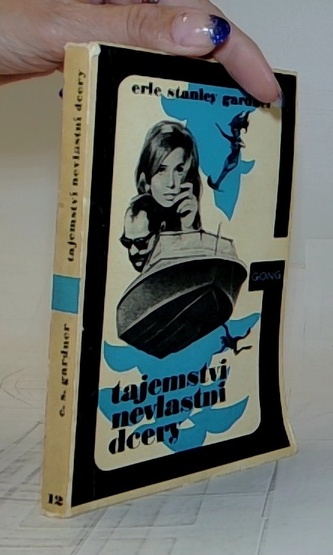 erle stanley gardner
GONG
tajemství
nevlastní
dcery
tajemství nevlastní dcery
e. s. gardner
12